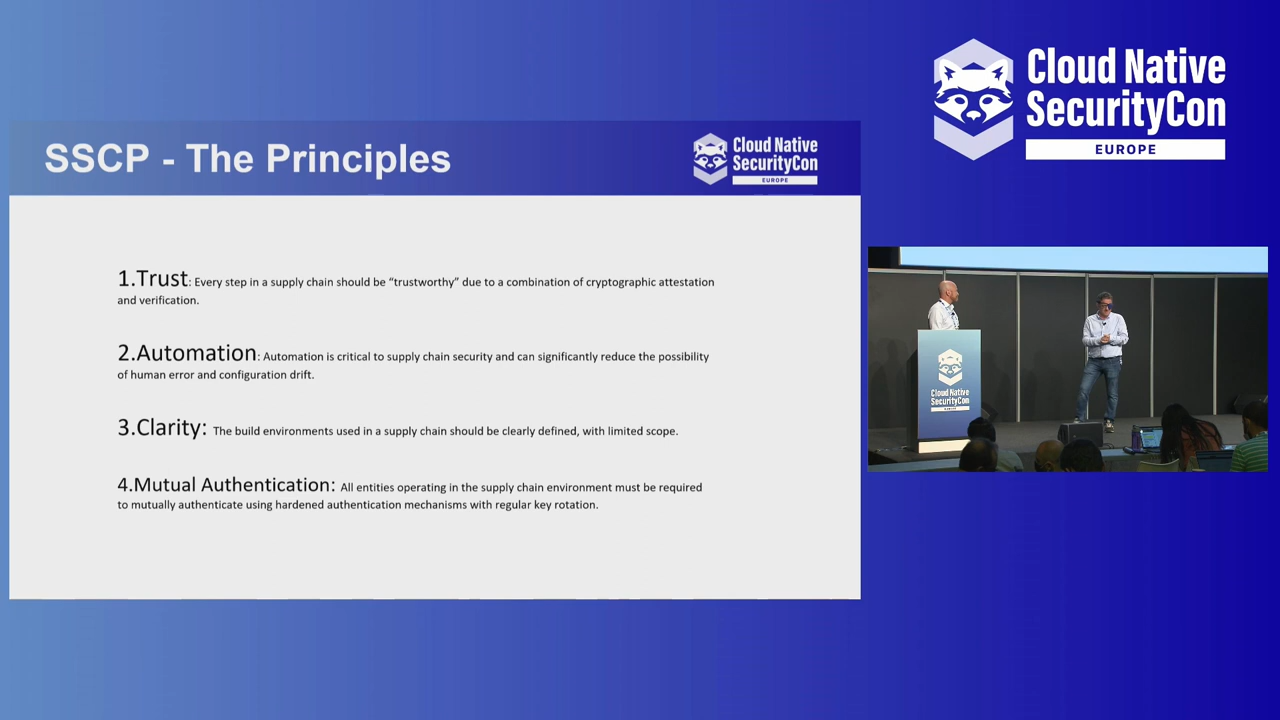 Cloud Native
SecurityCon
EUROPE
SSCP - The Principles
Cloud Native
SecurityCon
EUROPE
1.Trust: Every step in a supply chain should be “trustworthy” due to a combination of cryptographic attestation
and verification.
2.Automation: Automation is critical to supply chain security and can significantly reduce the possibility
of human error and configuration drift.
3.Clarity: The build environments used in a supply chain should be clearly defined, with limited scope.
4.Mutual Authentication: All entities operating in the supply chain environment must be required
to mutually authenticate using hardened authentication mechanisms with regular key rotation.
Cloud Native
SecurityCon
EUROPE